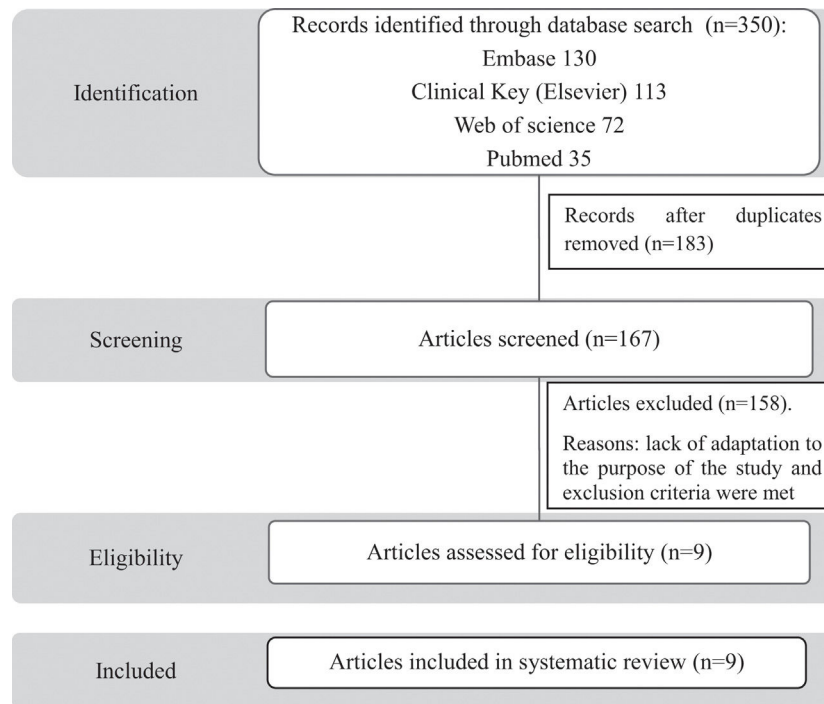 Identification
Records identified through database search (n=350):
Embase 130
Clinical Key (Elsevier) 113
Web of science 72
Pubmed 35
Records after duplicates
removed (n=183)
Screening
Articles screened (n=167)
Articles excluded (n=158).
Reasons: lack of adaptation to
the purpose of the study and
exclusion criteria were met
Eligibility
Articles assessed for eligibility (n=9)
Included
Articles included in systematic review (n=9)